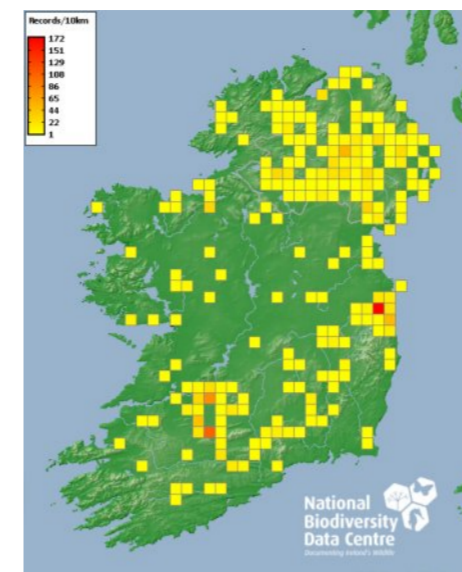 Records/10km
172
151
129
108
86
65
44
22
1
National
Biodiversity
Data Centre
Documenting Ireland's Wildlife